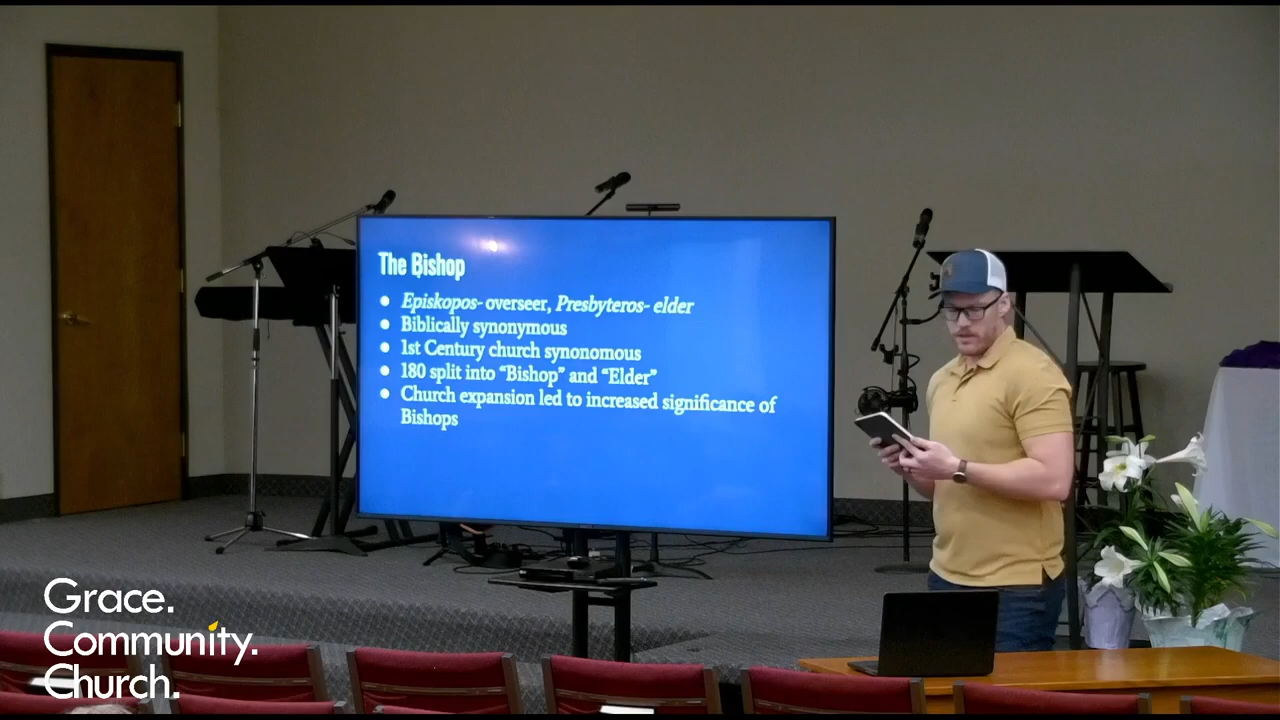 The Bishop
Episkopos- overseer, Presbyteros- elder
Biblically synonymous
1st Century church synonomous
180 split into “Bishop” and “Elder”
Church expansion led to increased significance of
Bishops
Grace.
Community.
Church.